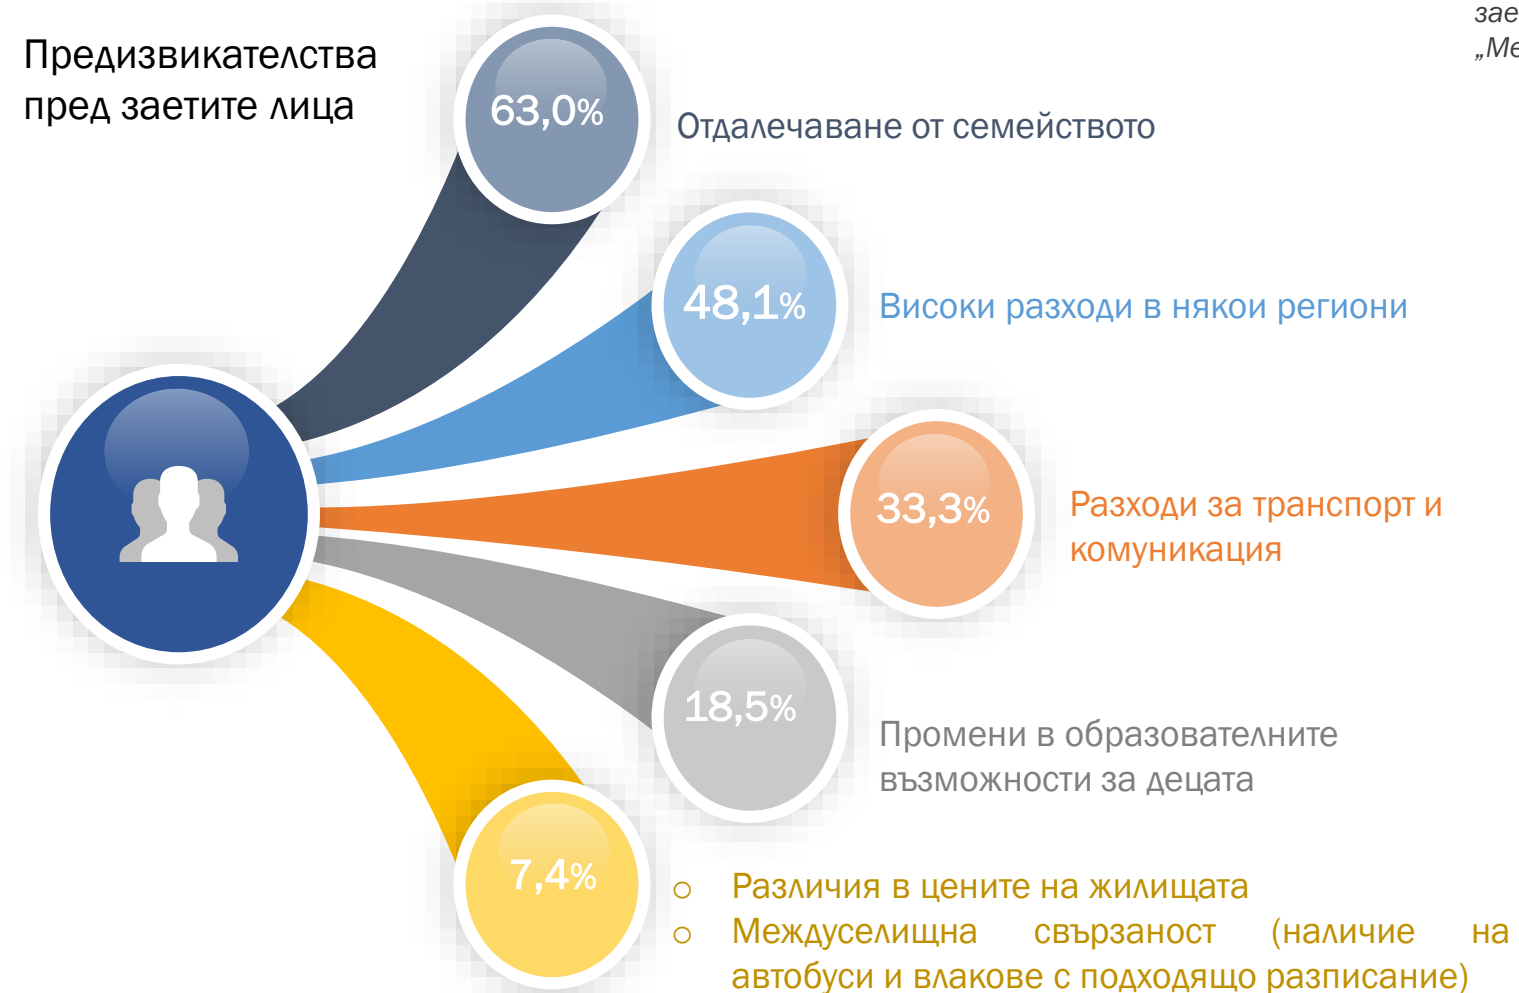 Предизвикателства
пред заетите лица
63,0%
Отдалечаване от семейството
48,1%
Високи разходи в някои региони
33,3%
Разходи за транспорт и
комуникация
18,5%
Промени в образователните
възможности за децата
7,4%
o Различия в цените на жилищата
o Междуселищна свързаност (наличие на
автобуси и влакове с подходящо разписание)